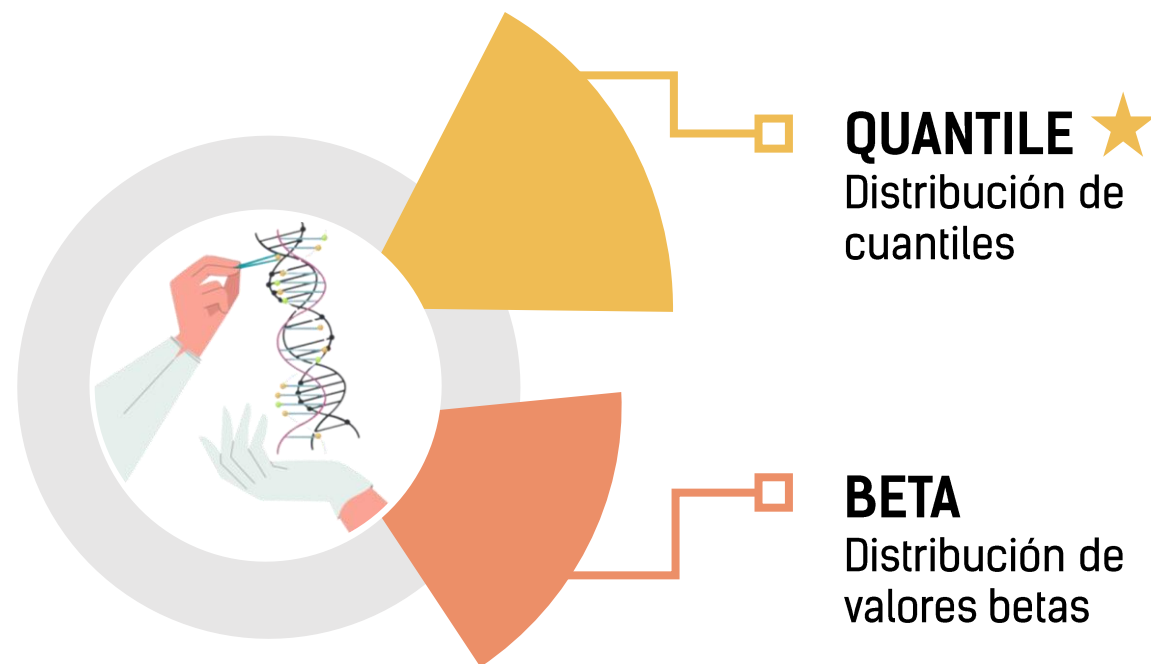 QUANTILE
Distribución de
cuantiles
BETA
Distribución de
valores betas